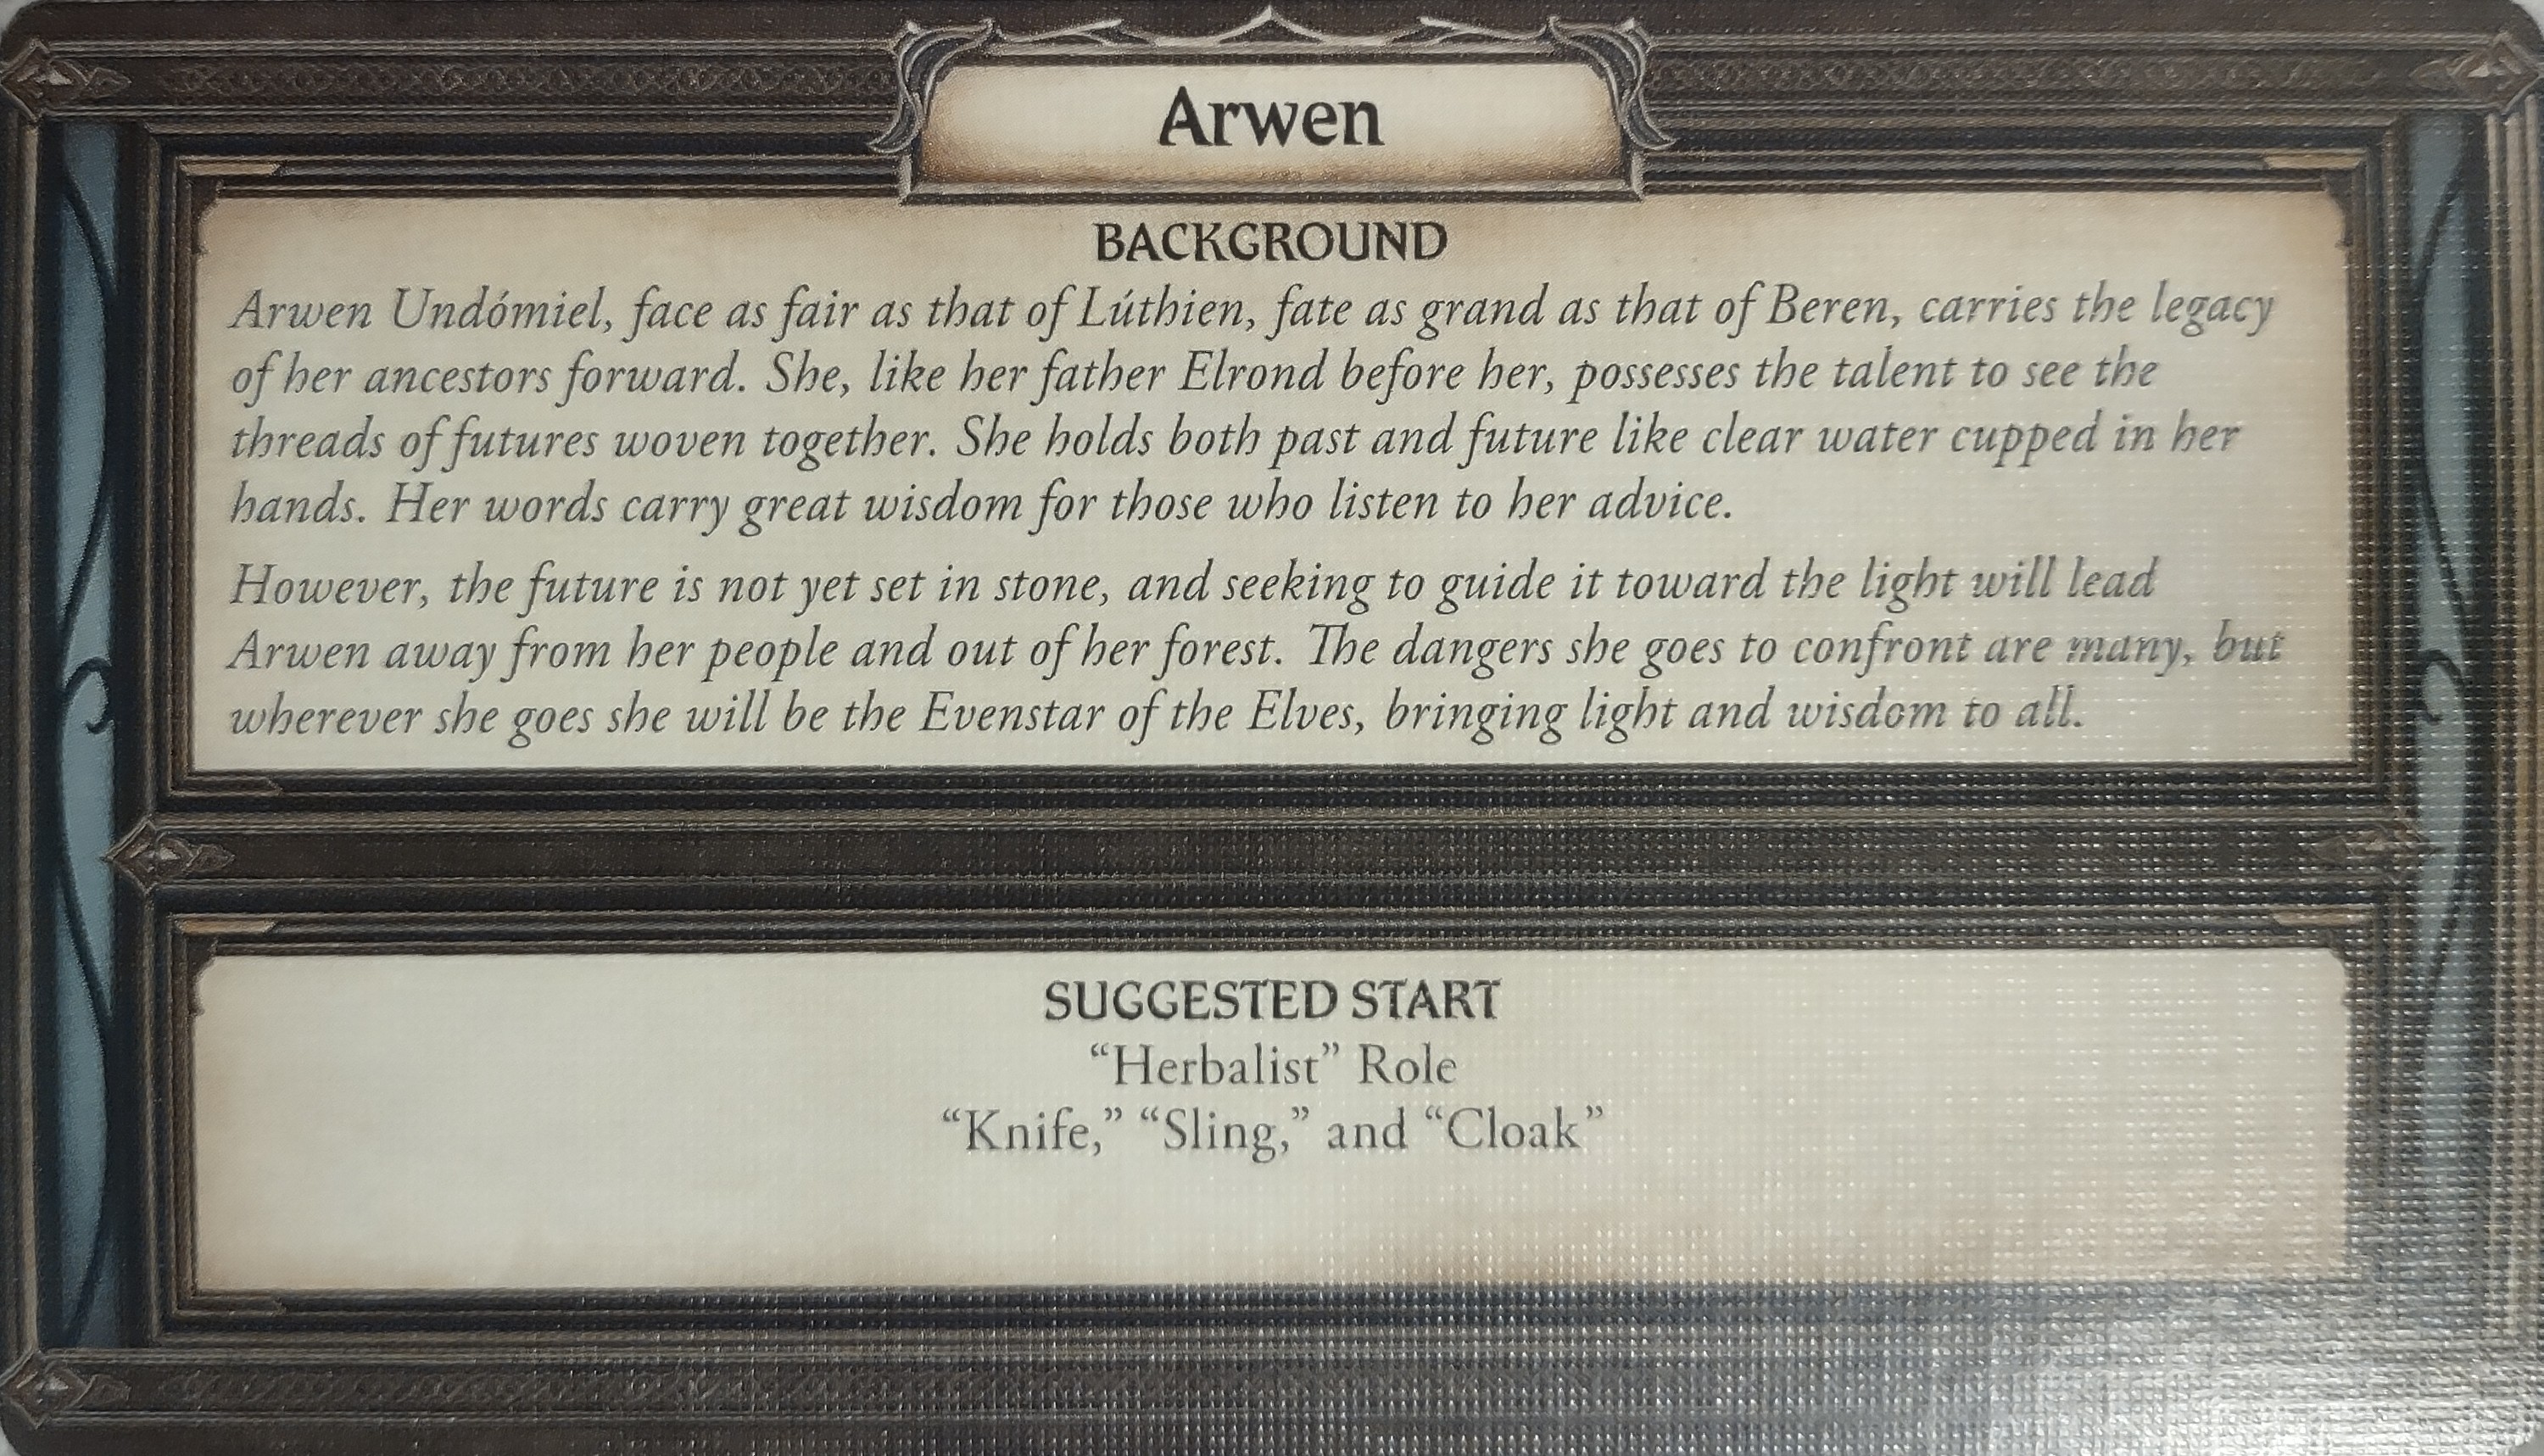 Arwen
BACKGROUND
Arwen Undómiel, face as fair as that of Lúthien, fate as grand as that of Beren, carries the legacy
of her ancestors forward. She, like her father Elrond before her, possesses the talent to see the
threads of futures woven together. She holds both past and future like clear water cupped in her
hands. Her words carry great wisdom for those who listen to her advice.
However, the future is not yet set in stone, and seeking to guide it toward the light will lead
Arwen away from her people and out of her forest. The dangers she goes to confront are many, but
wherever she goes she will be the Evenstar of the Elves, bringing light and wisdom to all.
SUGGESTED START
“Herbalist” Role
“Knife,” “Sling,” and “Cloak”